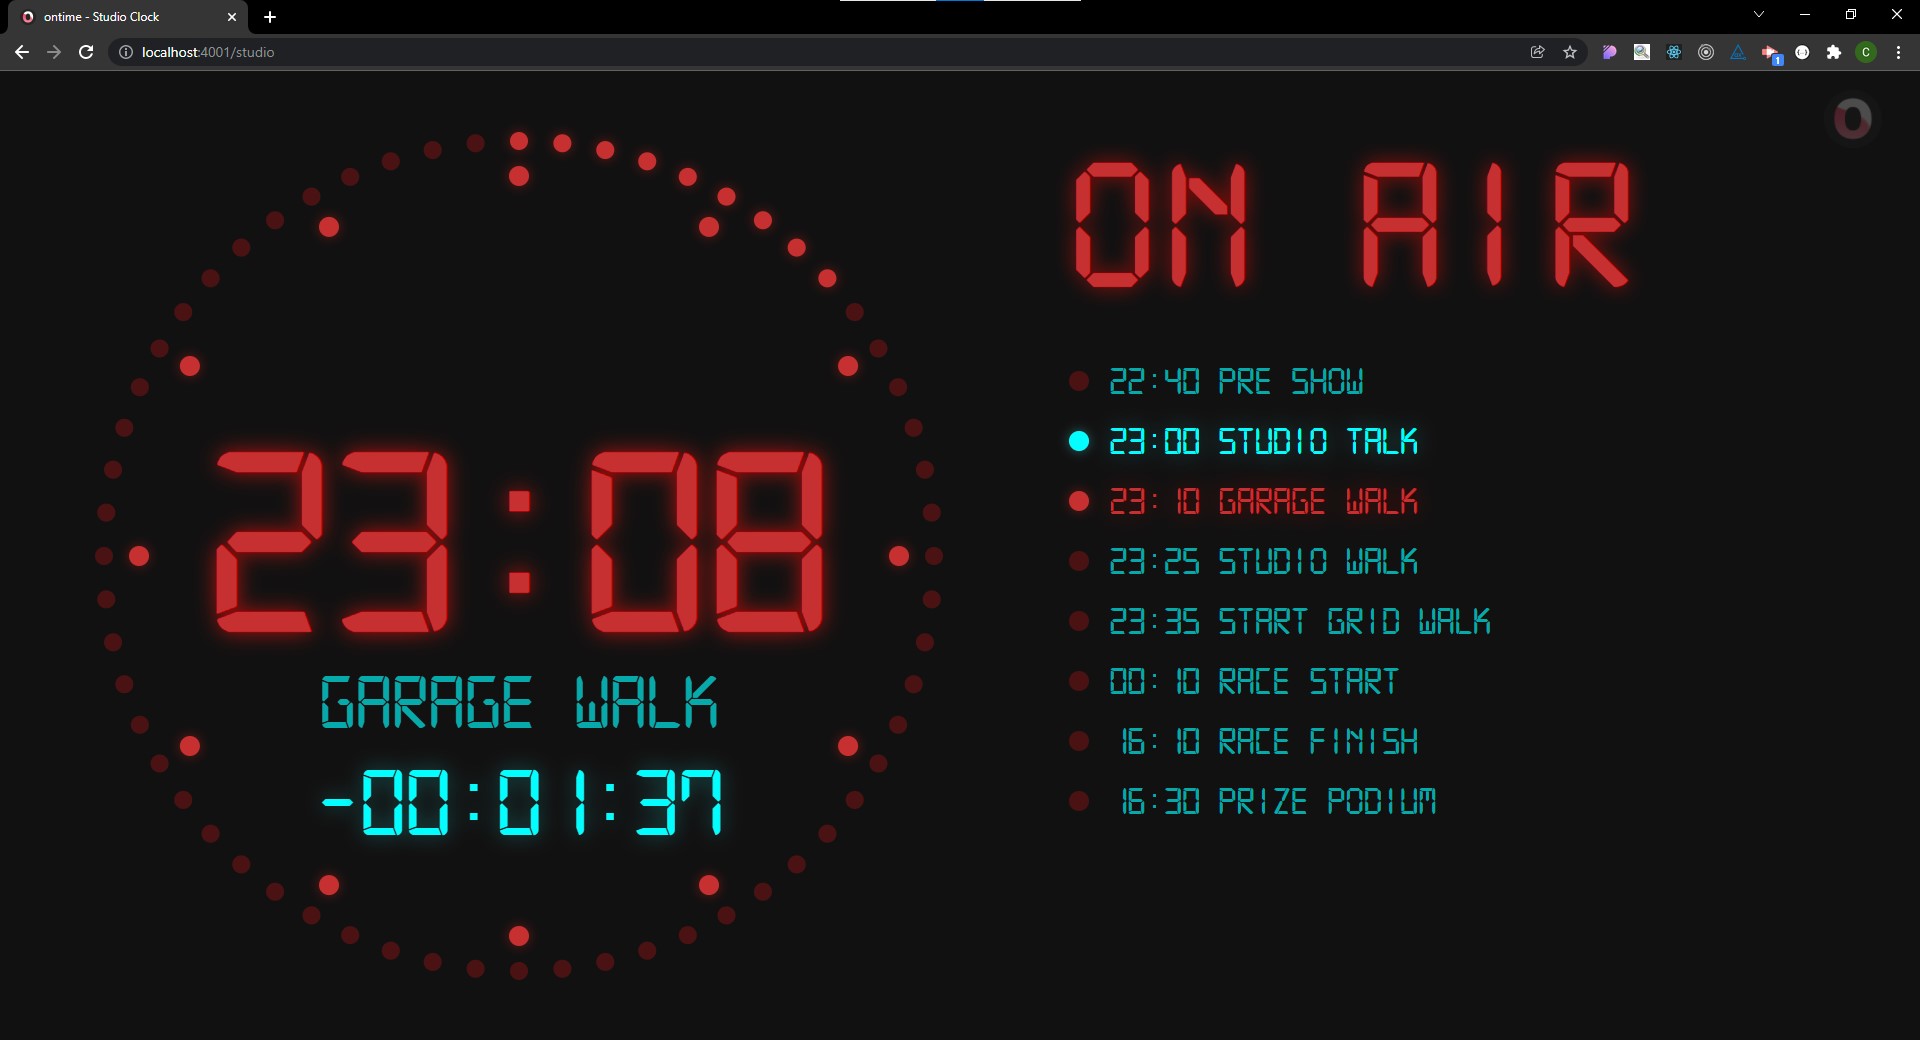 ontime - Studio Clock
localhost:4001/studio
1
C
ON AIR
23:08
GARAGE WALK
-00:01:37
22:40 PRE SHOW
23:00 STUDIO TALK
23:10 GARAGE WALK
23:25 STUDIO WALK
23:35 START GRID WALK
00:10 RACE START
16:10 RACE FINISH
16:30 PRIZE PODIUM